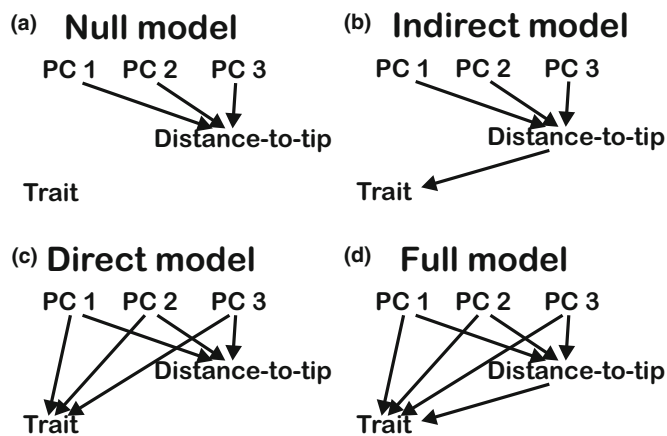 (a) Null model
PC 1 PC 2 PC 3
Distance-to-tip
Trait
(b) Indirect model
PC 1 PC 2 PC 3
Distance-to-tip
Trait
(c) Direct model
PC 1 PC 2 PC 3
Distance-to-tip
Trait
(d) Full model
PC 1 PC 2 PC 3
Distance-to-tip
Trait